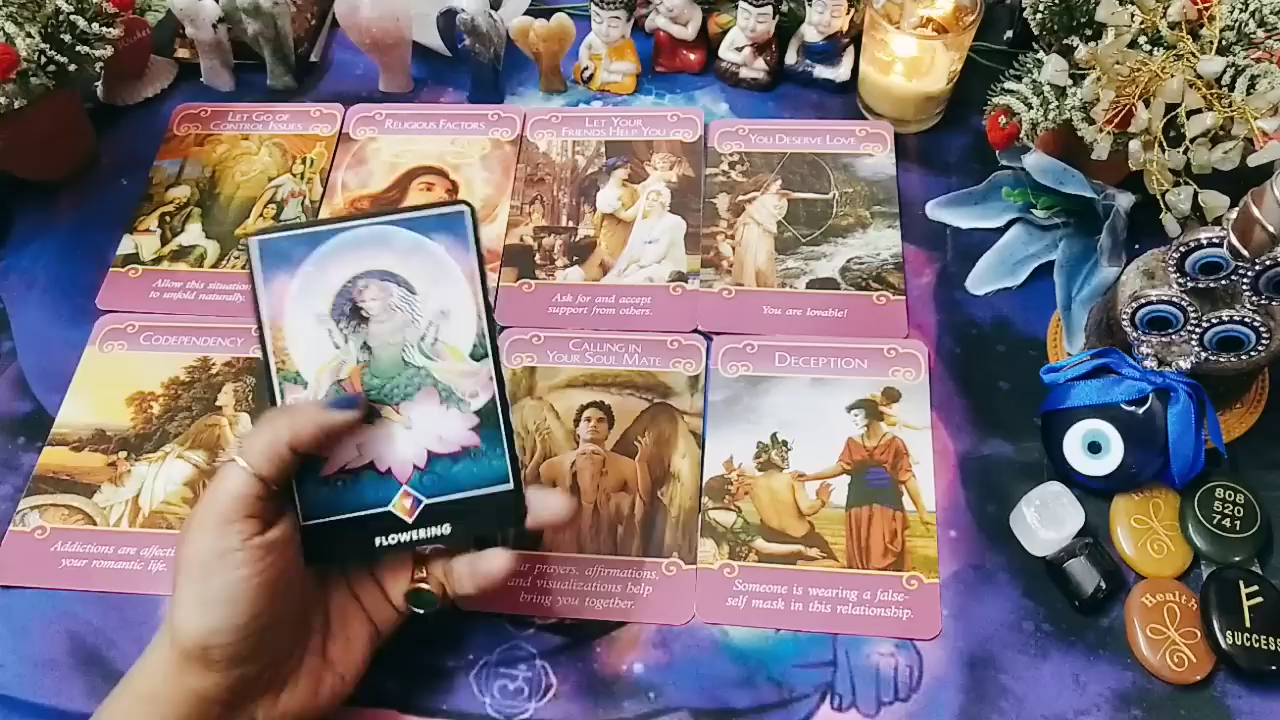 LET GO OF
CONTROL ISSUES
Allow this situation
to unfold naturally.
RELIGIOUS FACTORS
LET YOUR
FRIENDS HELP YOU
Ask for and accept
support from others.
YOU DESERVE LOVE
You are lovable!
CODEPENDENCY
Addictions are
your romantic life.
FLOWERING
CALLING IN
YOUR SOUL MATE
prayers, affirmations,
and visualizations help
bring you together.
DECEPTION
Someone is wearing a false-
self mask in this relationship.
808
520
741
Health
SUCCESS